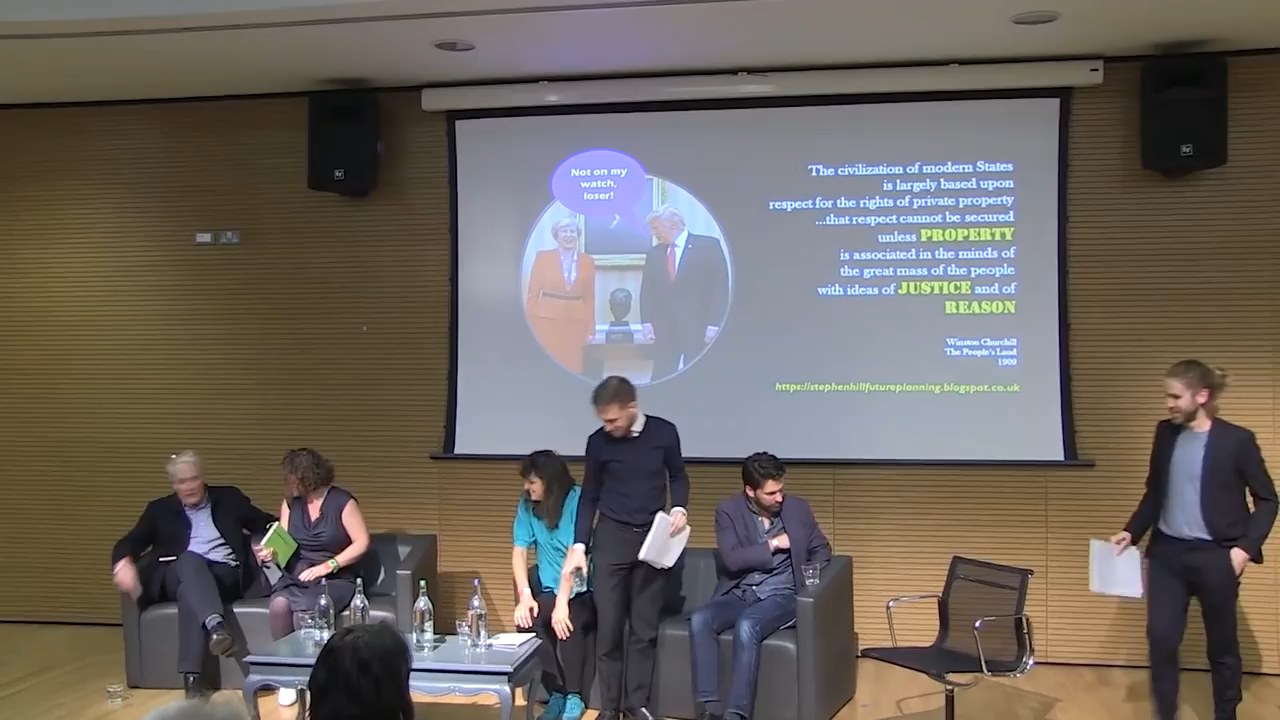 Not on my
watch,
loser!
The civilization of modern States
is largely based upon
respect for the rights of private property
...that respect cannot be secured
unless PROPERTY
is associated in the minds of
the great mass of the people
with ideas of JUSTICE and of
REASON
Winston Churchill
The People's Land
1909
https://stephenhillfutureplanning.blogspot.co.uk